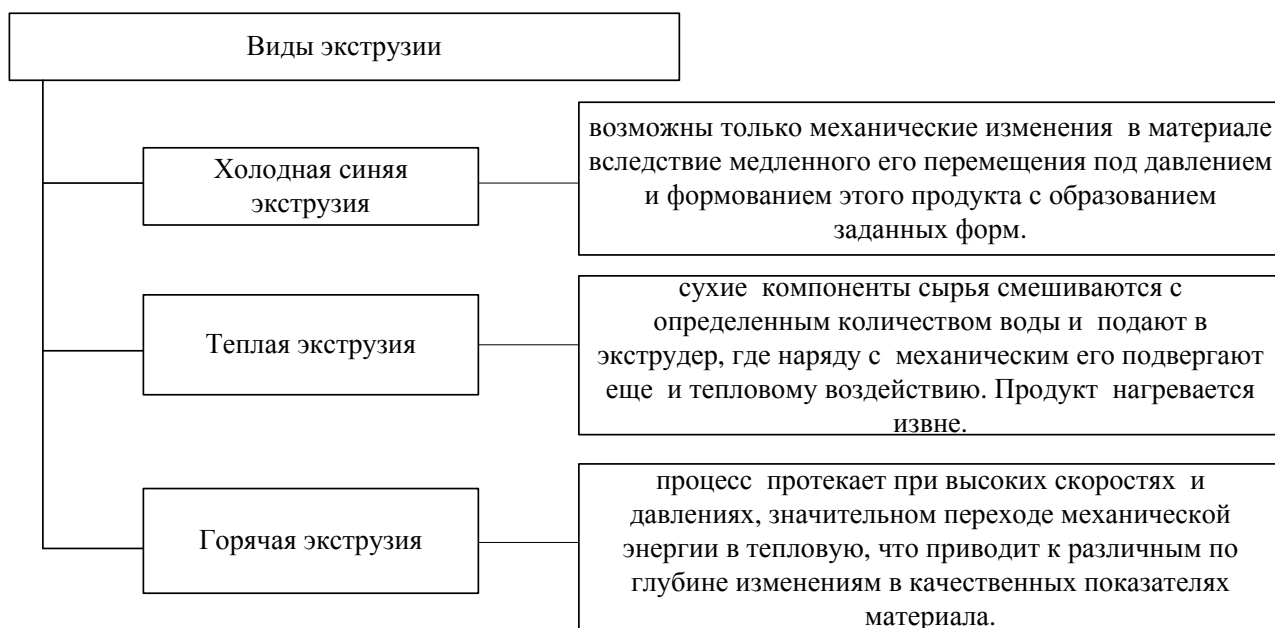 Виды экструзии
Холодная синяя
экструзия
возможны только механические изменения в материале
вследствие медленного его перемещения под давлением
и формованием этого продукта с образованием
заданных форм.
Теплая экструзия
сухие компоненты сырья смешиваются с
определенным количеством воды и подают в
экструдер, где наряду с механическим его подвергают
еще и тепловому воздействию. Продукт нагревается
извне.
Горячая экструзия
процесс протекает при высоких скоростях и
давлениях, значительном переходе механической
энергии в тепловую, что приводит к различным по
глубине изменениям в качественных показателях
материала.